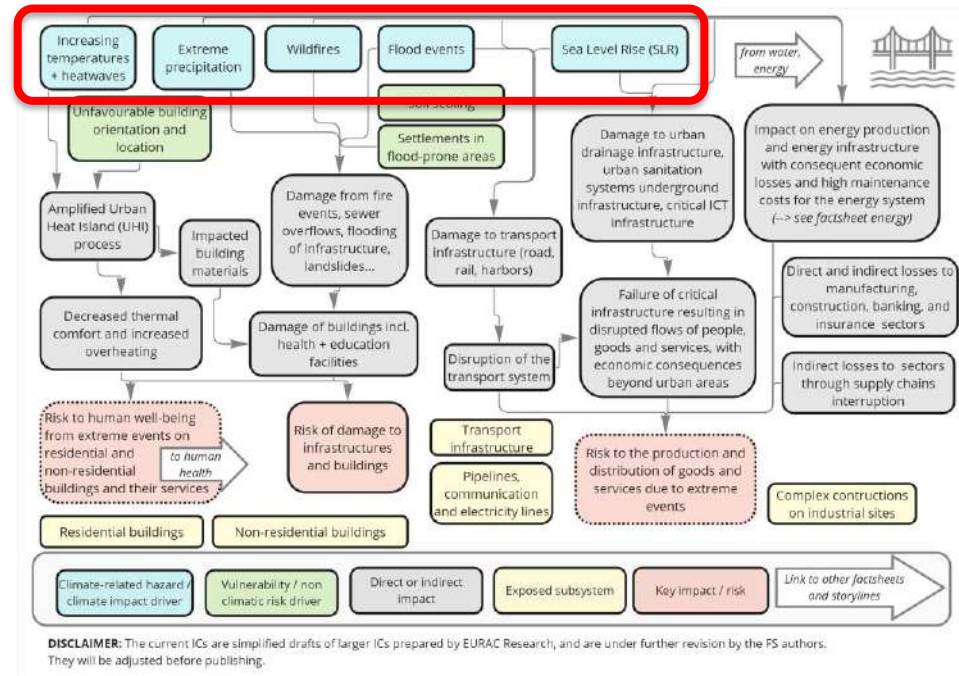 Increasing
temperatures
+ heatwaves
Extreme
precipitation
Wildfires
Flood events
Sea Level Rise (SLR)
from water,
energy
Unfavourable building
orientation and
location
Soil sealing
Settlements in
flood-prone areas
Damage to urban
drainage infrastructure,
urban sanitation
systems underground
infrastructure, critical ICT
infrastructure
Impact on energy production
and energy infrastructure
with consequent economic
losses and high maintenance
costs for the energy system
(--> see factsheet energy)
Amplified Urban
Heat Island (UHI)
process
Impacted
building
materials
Damage from fire
events, sewer
overflows, flooding
of infrastructure,
landslides...
Damage to transport
infrastructure (road,
rail, harbors)
Direct and indirect losses to
manufacturing,
construction, banking, and
insurance sectors
Decreased thermal
comfort and increased
overheating
Damage of buildings incl.
health + education
facilities
Disruption of the
transport system
Failure of critical
infrastructure resulting in
disrupted flows of people,
goods and services, with
economic consequences
beyond urban areas
Indirect losses to sectors
through supply chains
interruption
Risk to human well-being
from extreme events on
residential and
non-residential
buildings and their services
to human
health
Risk of damage to
infrastructures
and buildings
Transport
infrastructure
Pipelines,
communication
and electricity lines
Risk to the production and
distribution of goods and
services due to extreme
events
Complex contructions
on industrial sites
Residential buildings
Non-residential buildings
Climate-related hazard /
climate impact driver
Vulnerability / non
climatic risk driver
Direct or indirect
impact
Exposed subsystem
Key impact / risk
Link to other factsheets
and storylines
DISCLAIMER: The current ICs are simplified drafts of larger ICs prepared by EURAC Research, and are under further revision by the FS authors.
They will be adjusted before publishing.